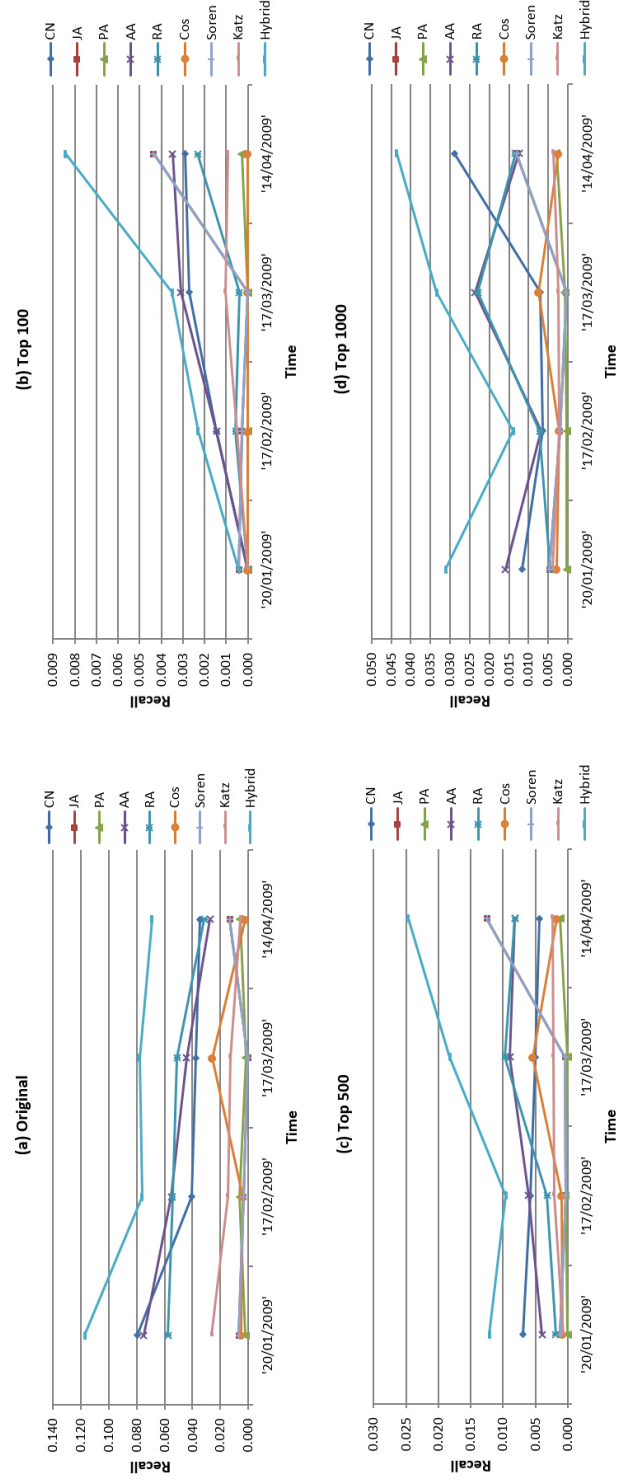 (a) Original
0.140
0.120
0.100
0.080
0.060
0.040
0.020
0.000
Recall
'20/01/2009'
'17/02/2009'
'17/03/2009'
'14/04/2009'
Time
CN
JA
PA
AA
RA
Cos
Soren
Katz
Hybrid
(b) Top 100
0.009
0.008
0.007
0.006
0.005
0.004
0.003
0.003
0.002
0.001
0.000
Recall
'20/01/2009'
'17/02/2009'
17/03/2009'
'14/04/2009'
Time
CN
JA
PA
AA
RA
Cos
Soren
Katz
Hybrid
(c) Top 500
0.030
0.025
0.020
0.015
0.010
0.005
0.000
Recall
'20/01/2009'
'17/02/2009'
'17/03/2009'
'14/04/2009'
Time
CN
JA
PA
AA
RA
Cos
Soren
Katz
Hybrid
(d) Top 1000
0.050
0.045
0.040
0.035
0.030
0.025
0.020
0.015
0.010
0.005
0.000
Recall
'20/01/2009'
'17/02/2009'
17/03/2009'
'14/04/2009'
Time
CN
JA
PA
AA
RA
Cos
Soren
Katz
Hybrid